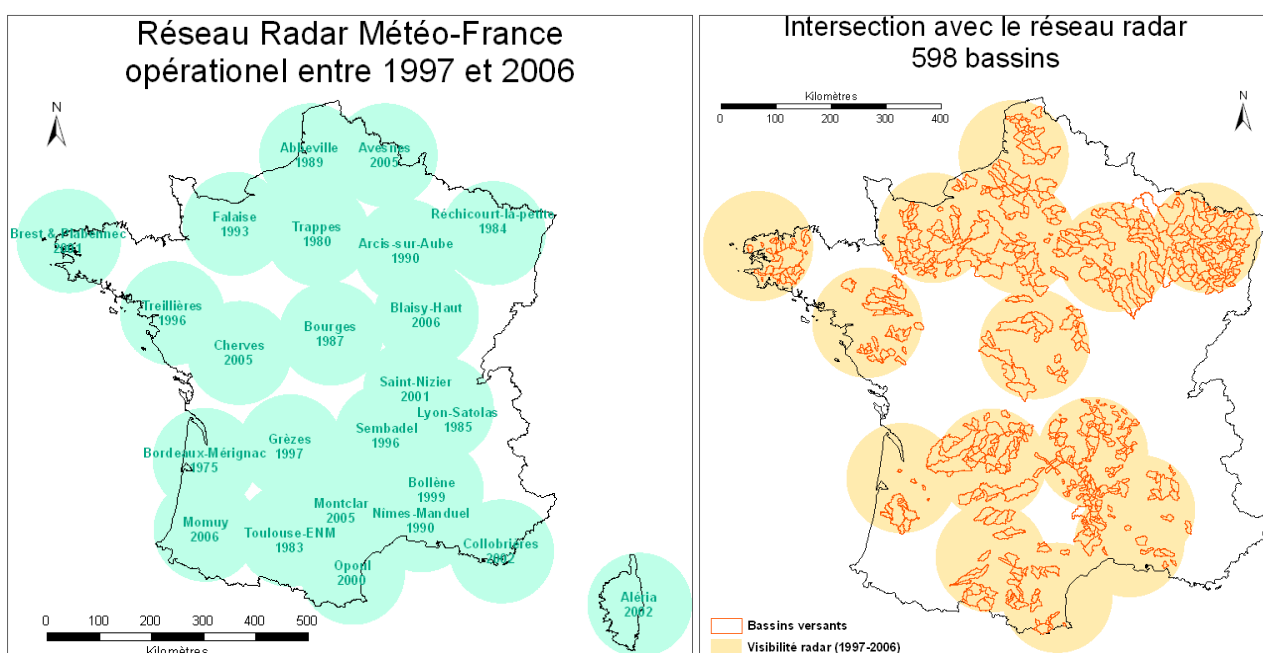 Réseau Radar Météo-France
opérationel entre 1997 et 2006
N
Abbeville
1989
Avesnes
2005
Falaise
1993
Trappes
1980
Réchicourt-la-petite
1984
Arcis-sur-Aube
1990
Brest & Plabennec
Treillières
1996
Cherves
2005
Bourges
1987
Blaisy-Haut
2006
Saint-Nizier
2001
Lyon-Satolas
1985
Sembadel
1996
Grèzes
1997
Bordeaux-Mérignac
1975
Bollène
1999
Montclar
2005
Nîmes-Manduel
1990
Momuy
2006
Toulouse-ENM
1983
Collobrières
2002
Opoul
2000
Aléria
2002
0 100 200 300 400 500
Kilomètres
Intersection avec le réseau radar
598 bassins
Kilomètres
0 100 200 300 400
N
Bassins versants
Visibilité radar (1997-2006)